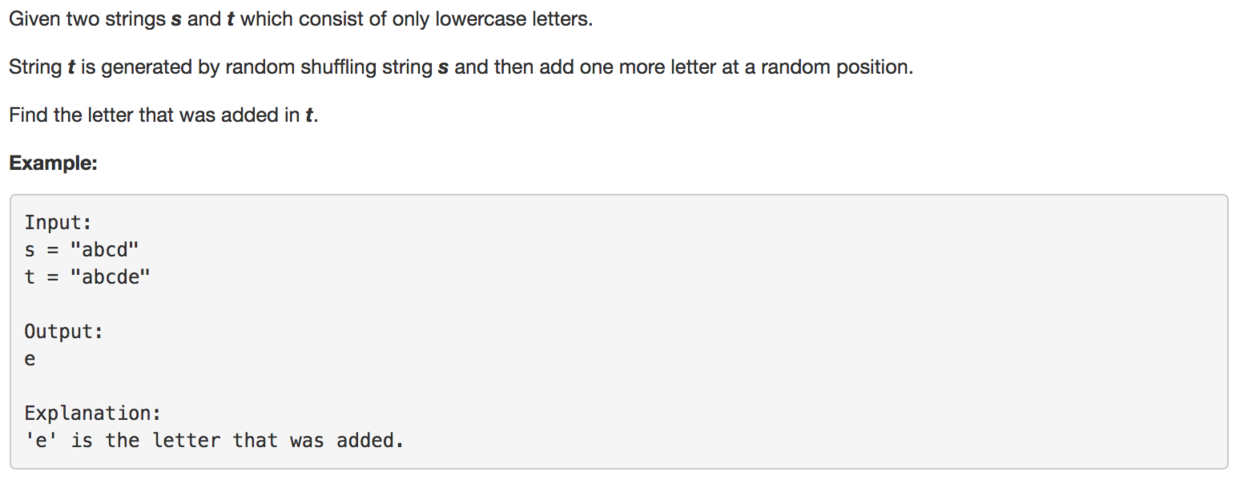 Given two strings s and t which consist of only lowercase letters.
String t is generated by random shuffling string s and then add one more letter at a random position.
Find the letter that was added in t.
Example:
Input:
s = "abcd"
t = "abcde"
Output:
e
Explanation:
'e' is the letter that was added.